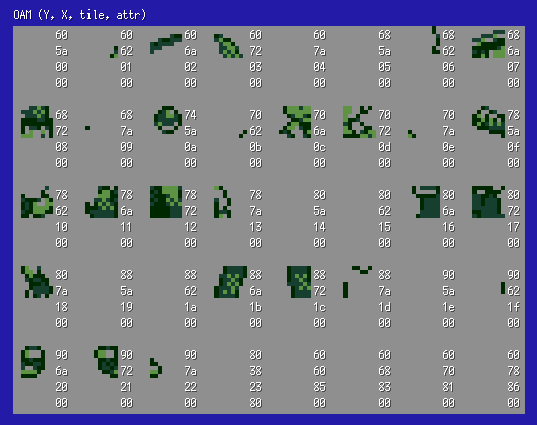 OAM (Y, X, tile, attr)
60 60 60 60 60 60 68 68
5a 62 6a 72 7a 5a 62 6a
00 01 02 03 04 05 06 07
00 00 00 00 00 00 00 00
68 68 74 70 70 70 70 78
72 7a 5a 62 6a 72 7a 5a
08 09 0a 0b 0c 0d 0e 0f
00 00 00 00 00 00 00 00
78 78 78 78 80 80 80 80
62 6a 72 7a 5a 62 6a 72
10 11 12 13 14 15 16 17
00 00 00 00 00 00 00 00
80 88 88 88 88 88 90 90
7a 5a 62 6a 72 7a 5a 62
18 19 1a 1b 1c 1d 1e 1f
00 00 00 00 00 00 00 00
90 90 90 80 60 60 60 60
6a 72 7a 38 60 68 70 78
20 21 22 23 85 83 81 86
00 00 00 80 00 00 00 00